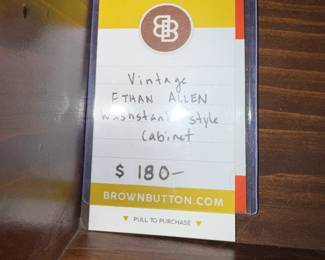 B B
Vintage
ETHAN ALLEN
Washstand style
Cabinet
$ 180-
BROWNBUTTON.COM
▼ PULL TO PURCHASE ▼